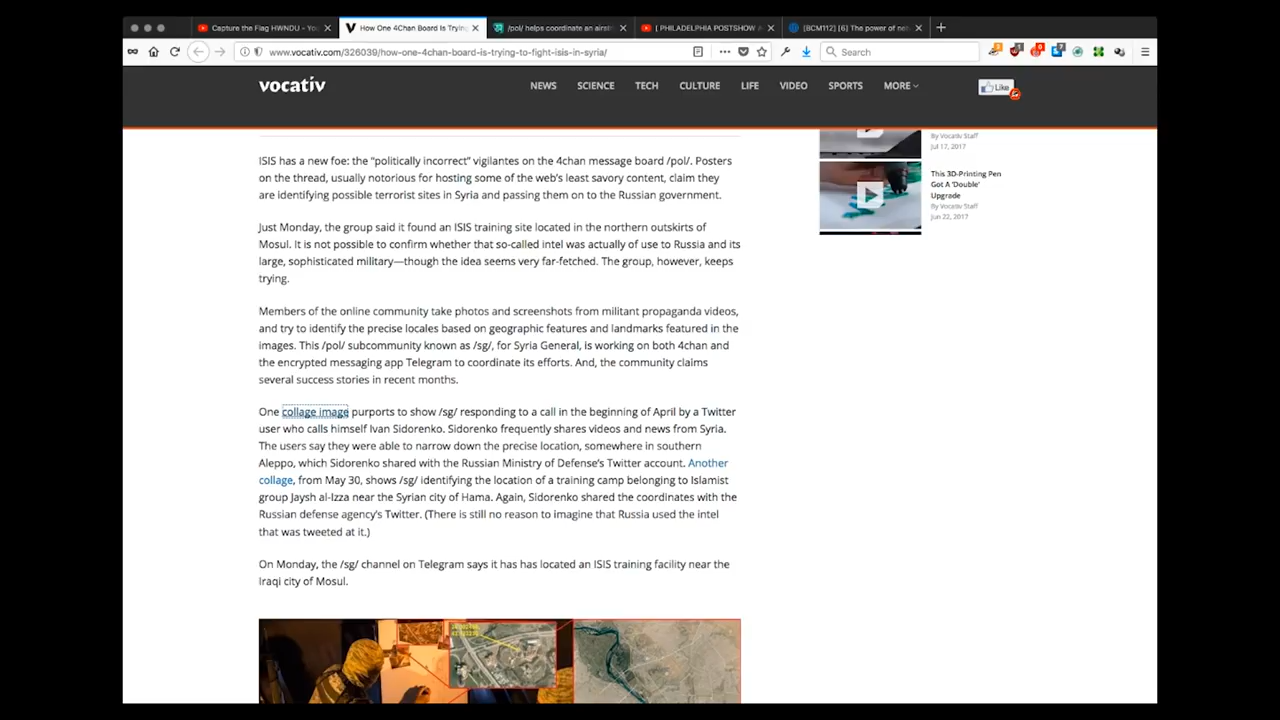 Capture the Flag HWNDU - You
How One 4Chan Board Is Trying
/pol/ helps coordinate an airstr
( PHILADELPHIA POSTSHOW
[BCM112] [6] The power of net
www.vocativ.com/326039/how-one-4chan-board-is-trying-to-fight-isis-in-syria/
Search
vocativ
NEWS
SCIENCE
TECH
CULTURE
LIFE
VIDEO
SPORTS
MORE
Like
By Vocativ Staff
Jul 17, 2017
This 3D-Printing Pen
Got A 'Double'
Upgrade
By Vocativ Staff
Jun 22, 2017
ISIS has a new foe: the “politically incorrect” vigilantes on the 4chan message board /pol/. Posters
on the thread, usually notorious for hosting some of the web’s least savory content, claim they
are identifying possible terrorist sites in Syria and passing them on to the Russian government.
Just Monday, the group said it found an ISIS training site located in the northern outskirts of
Mosul. It is not possible to confirm whether that so-called intel was actually of use to Russia and its
large, sophisticated military—though the idea seems very far-fetched. The group, however, keeps
trying.
Members of the online community take photos and screenshots from militant propaganda videos,
and try to identify the precise locales based on geographic features and landmarks featured in the
images. This /pol/ subcommunity known as /sg/, for Syria General, is working on both 4chan and
the encrypted messaging app Telegram to coordinate its efforts. And, the community claims
several success stories in recent months.
One collage image purports to show /sg/ responding to a call in the beginning of April by a Twitter
user who calls himself Ivan Sidorenko. Sidorenko frequently shares videos and news from Syria.
The users say they were able to narrow down the precise location, somewhere in southern
Aleppo, which Sidorenko shared with the Russian Ministry of Defense’s Twitter account. Another
collage, from May 30, shows /sg/ identifying the location of a training camp belonging to Islamist
group Jaysh al-Izza near the Syrian city of Hama. Again, Sidorenko shared the coordinates with the
Russian defense agency’s Twitter. (There is still no reason to imagine that Russia used the intel
that was tweeted at it.)
On Monday, the /sg/ channel on Telegram says it has has located an ISIS training facility near the
Iraqi city of Mosul.